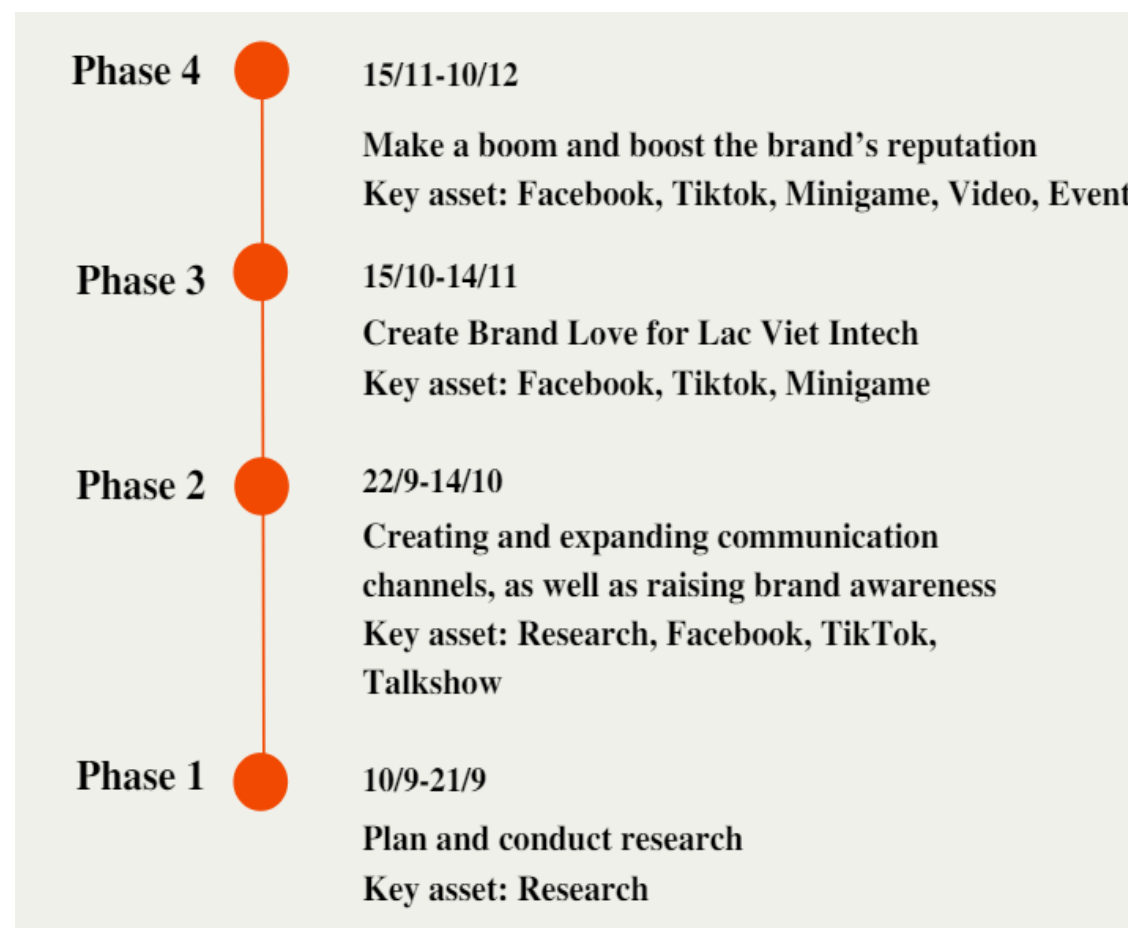 Phase 4
15/11-10/12
Make a boom and boost the brand's reputation
Key asset: Facebook, Tiktok, Minigame, Video, Event
Phase 3
15/10-14/11
Create Brand Love for Lac Viet Intech
Key asset: Facebook, Tiktok, Minigame
Phase 2
22/9-14/10
Creating and expanding communication
channels, as well as raising brand awareness
Key asset: Research, Facebook, TikTok,
Talkshow
Phase 1
10/9-21/9
Plan and conduct research
Key asset: Research